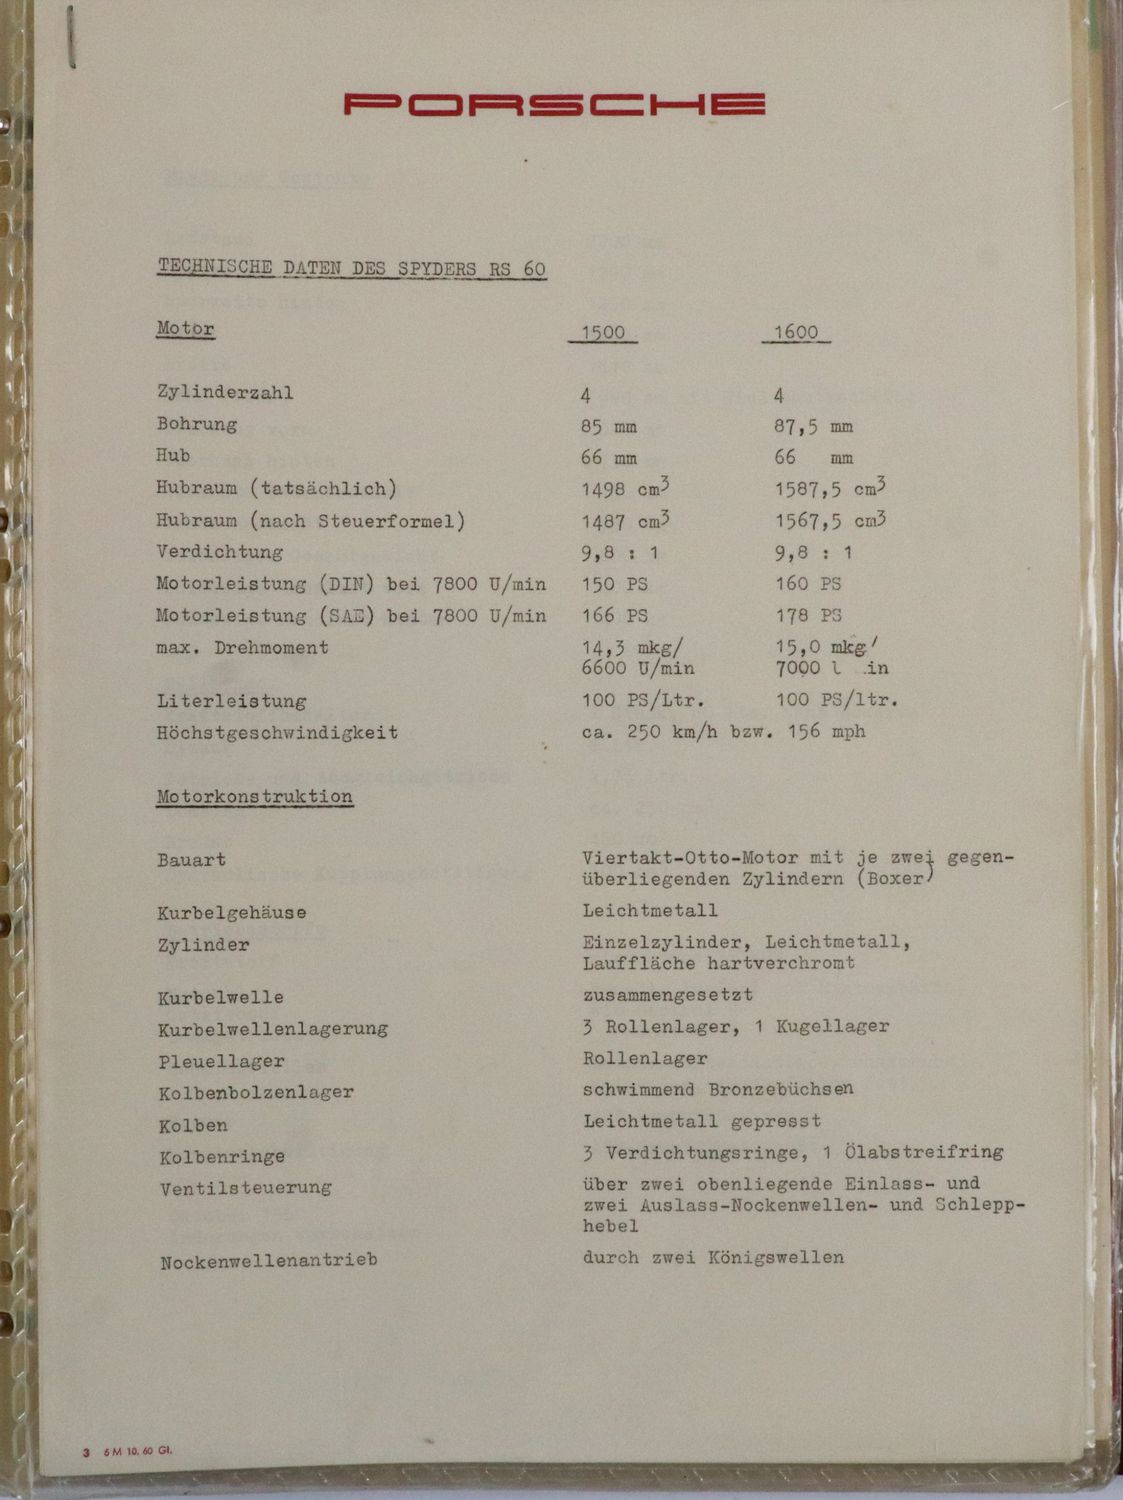 PORSCHE
TECHNISCHE DATEN DES SPYDERS RS 60
Motor 1500 1600
Zylinderzahl 4 4
Bohrung 85 mm 87,5 mm
Hub 66 mm 66 mm
Hubraum (tatsächlich) 1498 cm3 1587,5 cm3
Hubraum (nach Steuerformel) 1487 cm3 1567,5 cm3
Verdichtung 9,8 : 1 9,8 : 1
Motorleistung (DIN) bei 7800 U/min 150 PS 160 PS
Motorleistung (SAE) bei 7800 U/min 166 PS 178 PS
max. Drehmoment 14,3 mkg/ 15,0 mkg/
6600 U/min 7000
Literleistung 100 PS/Ltr. 100 PS/ltr.
Höchstgeschwindigkeit ca. 250 km/h bzw. 156 mph
Motorkonstruktion
Bauart Viertakt-Otto-Motor mit je zwei gegen-
überliegenden Zylindern (Boxer)
Kurbelgehäuse Leichtmetall
Zylinder Einzelzylinder, Leichtmetall,
Lauffläche hartverchromt
Kurbelwelle zusammengesetzt
Kurbelwellenlagerung 3 Rollenlager, 1 Kugellager
Pleuellager Rollenlager
Kolbenbolzenlager schwimmend Bronzebüchsen
Kolben Leichtmetall gepresst
Kolbenringe 3 Verdichtungsringe, 1 Ölabstreifring
Ventilsteuerung über zwei obenliegende Einlass- und
zwei Auslass-Nockenwellen- und Schlepp-
hebel
Nockenwellenantrieb durch zwei Königswellen
3 6 M 10. 60 Gl.